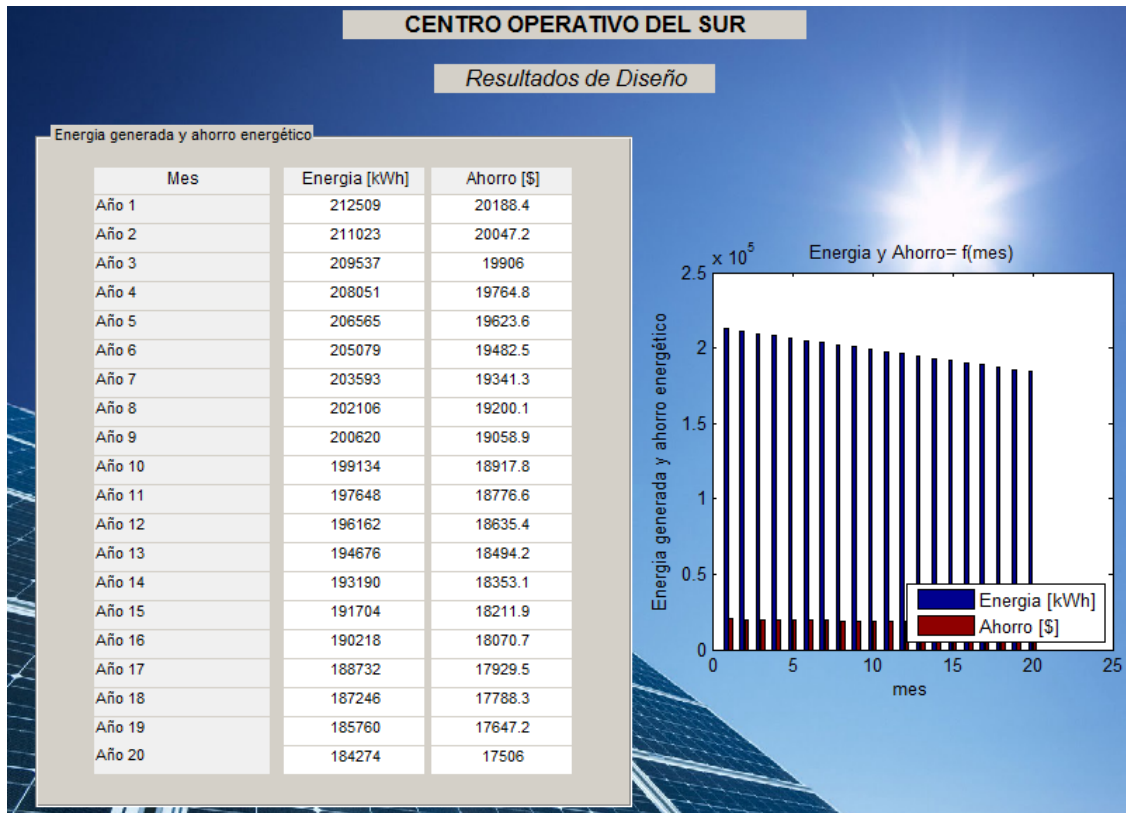 CENTRO OPERATIVO DEL SUR
Resultados de Diseño
Energia generada y ahorro energético
Mes Energia [kWh] Ahorro [$]
Año 1 212509 20188.4
Año 2 211023 20047.2
Año 3 209537 19906
Año 4 208051 19764.8
Año 5 206565 19623.6
Año 6 205079 19482.5
Año 7 203593 19341.3
Año 8 202106 19200.1
Año 9 200620 19058.9
Año 10 199134 18917.8
Año 11 197648 18776.6
Año 12 196162 18635.4
Año 13 194676 18494.2
Año 14 193190 18353.1
Año 15 191704 18211.9
Año 16 190218 18070.7
Año 17 188732 17929.5
Año 18 187246 17788.3
Año 19 185760 17647.2
Año 20 184274 17506
Energia y Ahorro= f(mes)
x 10^5
Energia generada y ahorro energético
2.5
2
1.5
1
0.5
0
Energia [kWh]
Ahorro [$]
0 5 10 15 20 25
mes